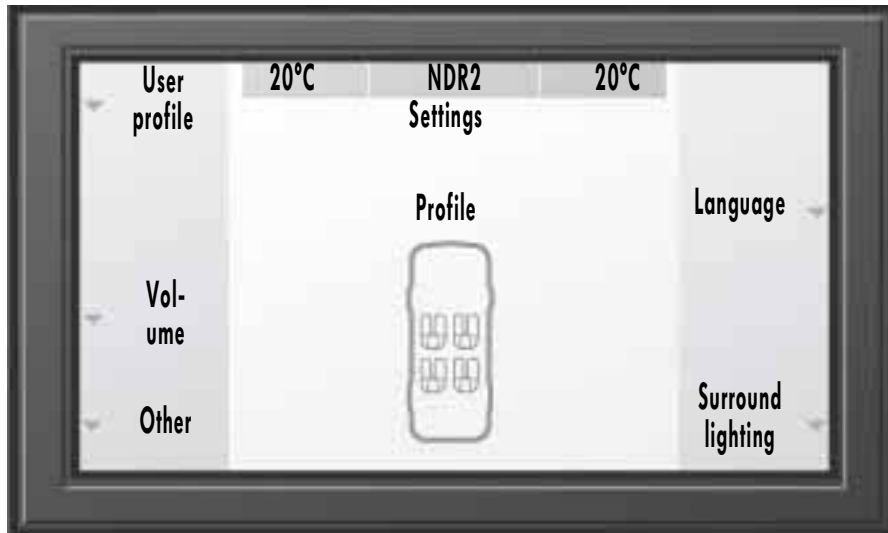 User
profile
20°C NDR2 20°C
Settings
Profile
Language
Vol-
ume
Other
Surround
lighting